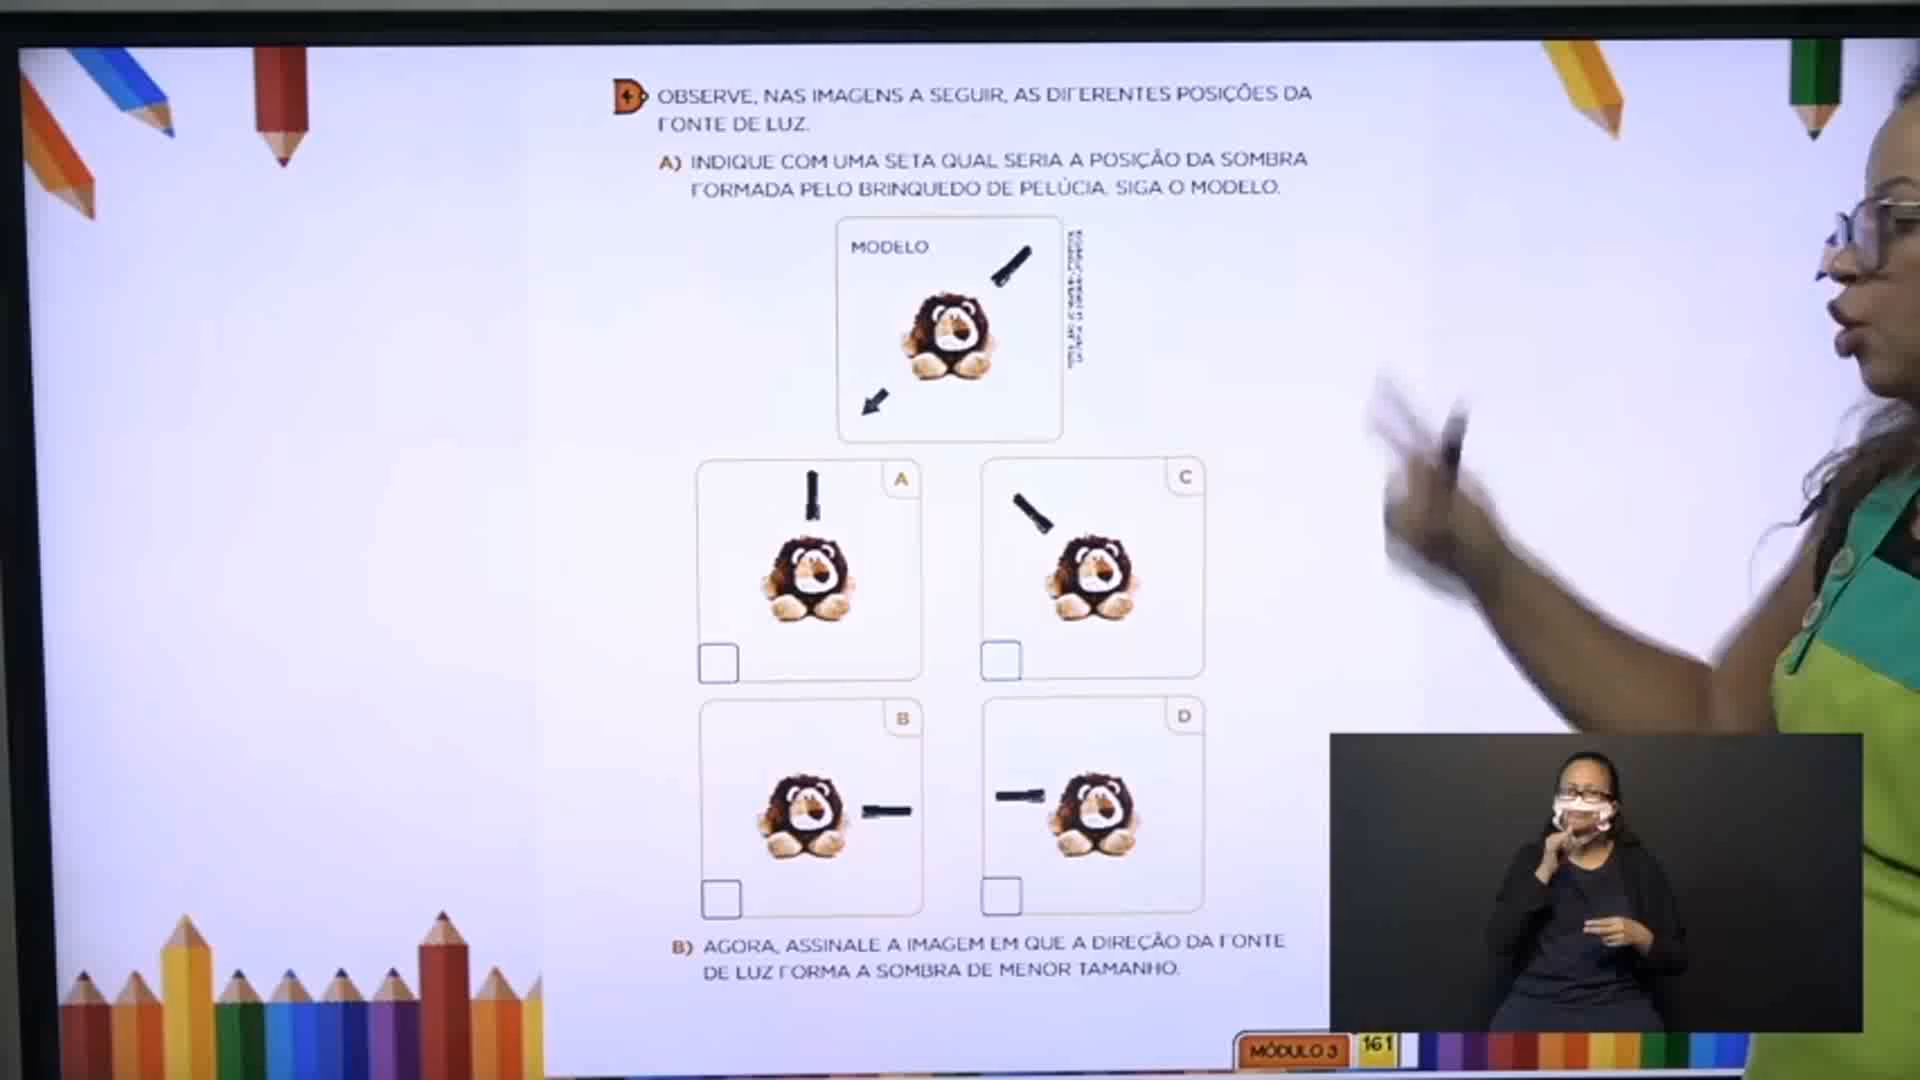 4 OBSERVE, NAS IMAGENS A SEGUIR, AS DIFERENTES POSIÇÕES DA
FONTE DE LUZ.
A) INDIQUE COM UMA SETA QUAL SERIA A POSIÇÃO DA SOMBRA
FORMADA PELO BRINQUEDO DE PELÚCIA. SIGA O MODELO.
MODELO
A
C
B
D
B) AGORA, ASSINALE A IMAGEM EM QUE A DIREÇÃO DA FONTE
DE LUZ FORMA A SOMBRA DE MENOR TAMANHO.
MÓDULO 3
161